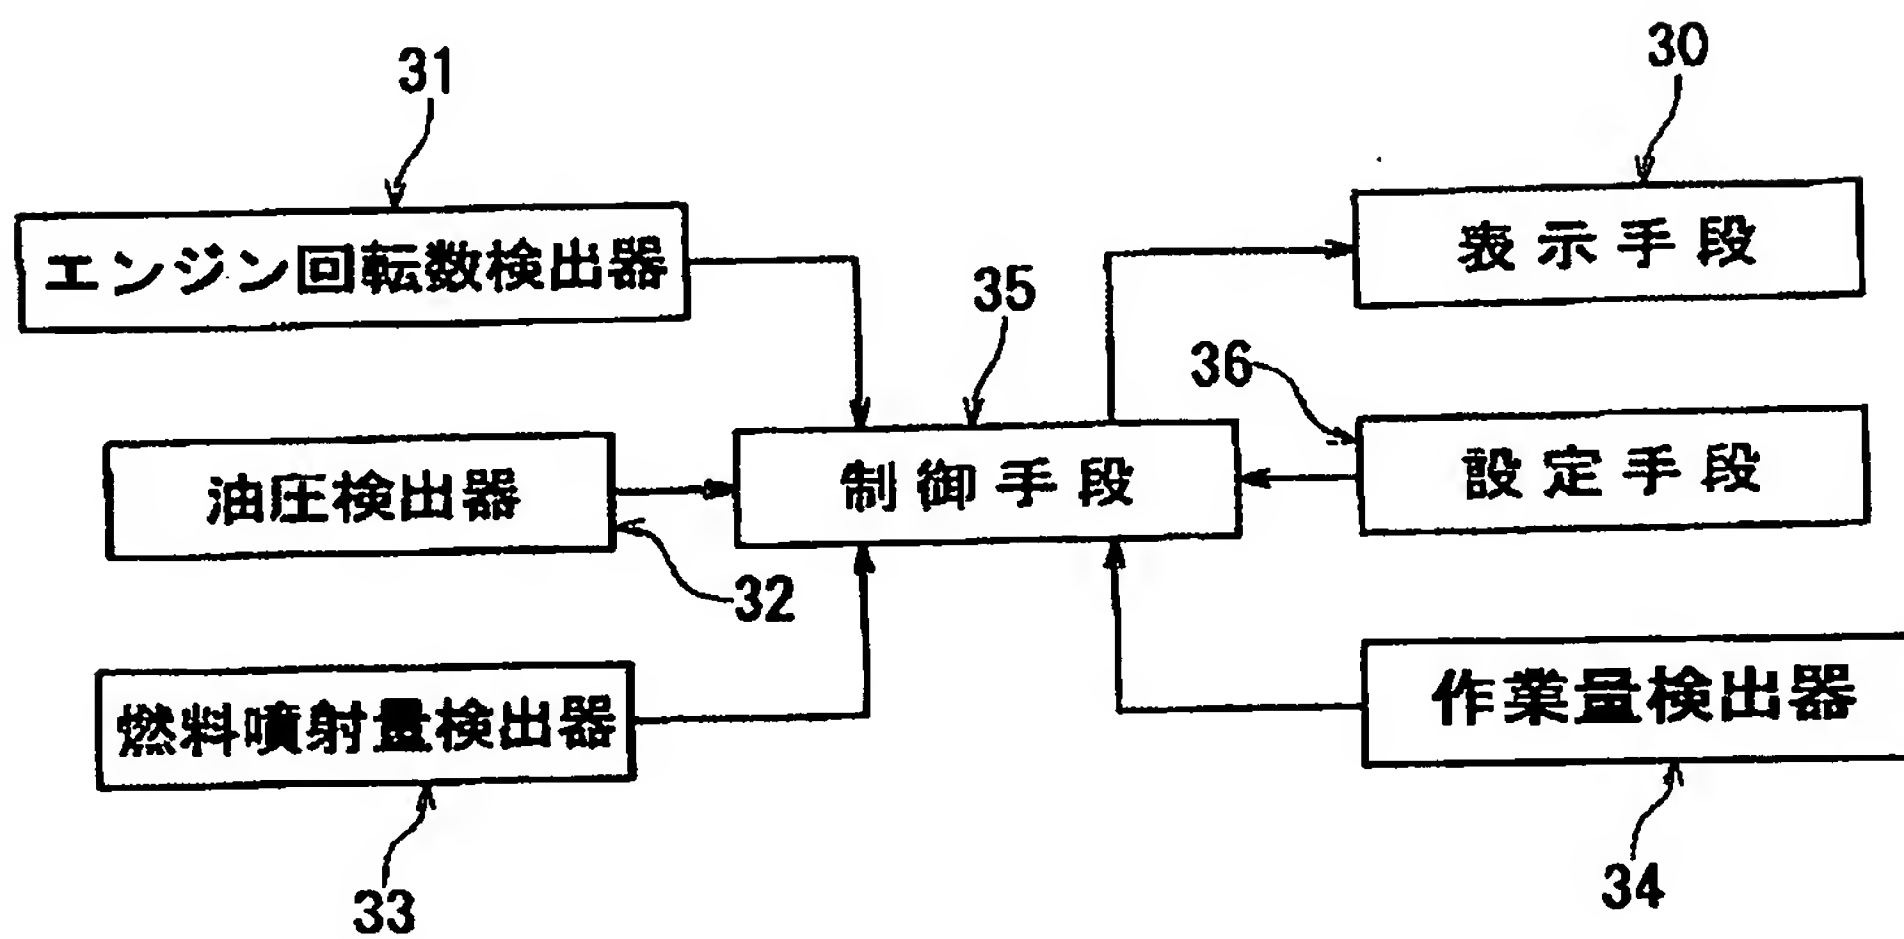 31
30
エンジン回転数検出器
表示手段
35
36
油圧検出器
制御手段
設定手段
32
燃料噴射量検出器
作業量検出器
33
34